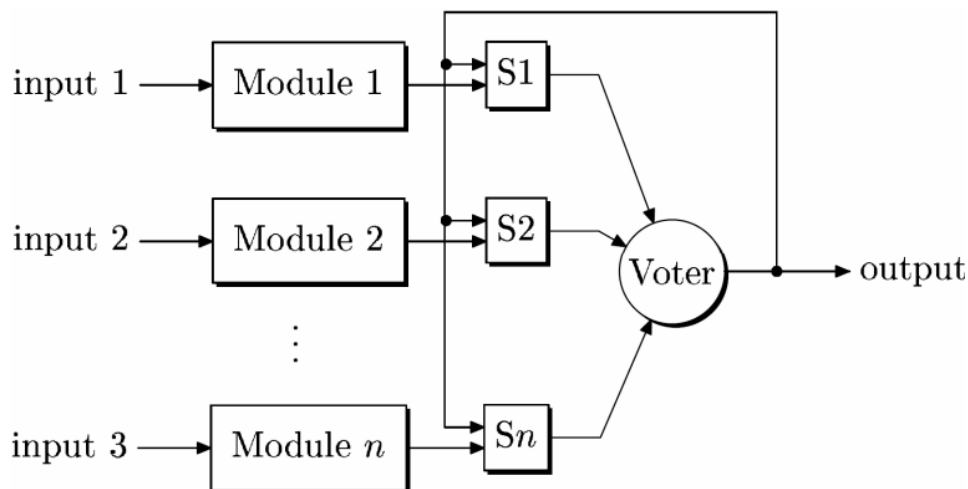 input 1
Module 1
S1
input 2
Module 2
S2
Voter
output
⋮
input 3
Module n
Sn